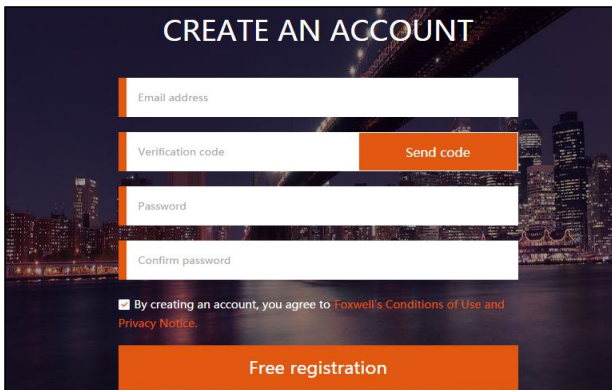 CREATE AN ACCOUNT
Email address
Verification code
Send code
Password
Confirm password
By creating an account, you agree to Foxwell's Conditions of Use and
Privacy Notice.
Free registration